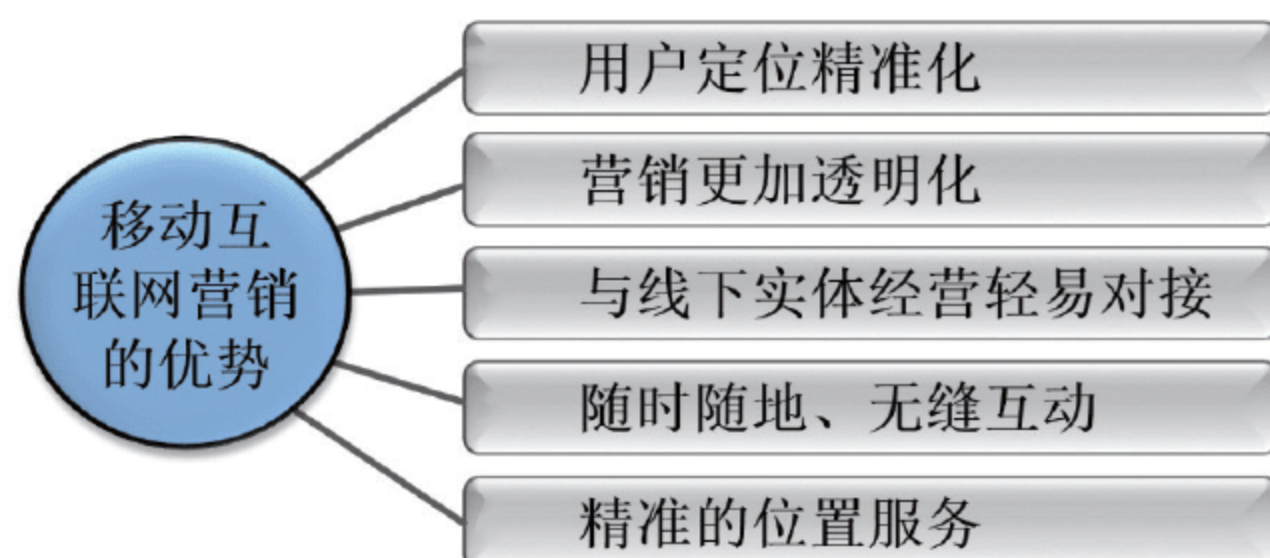 移动互
联网营销
的优势
用户定位精准化
营销更加透明化
与线下实体经营轻易对接
随时随地、无缝互动
精准的位置服务